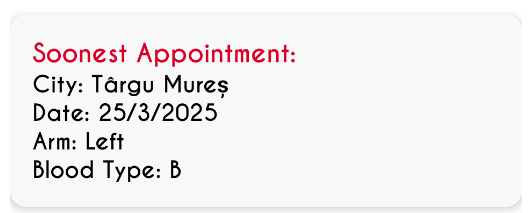 Soonest Appointment:
City: Târgu Mureș
Date: 25/3/2025
Arm: Left
Blood Type: B